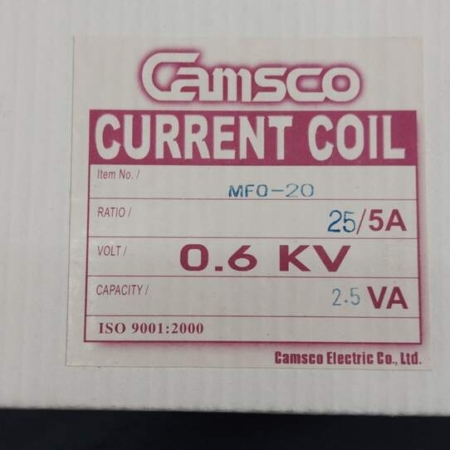 Camsco
CURRENT COIL
Item No. / MFO-20
RATIO / 25/5A
VOLT / 0.6 KV
CAPACITY / 2.5 VA
ISO 9001:2000
Camsco Electric Co., Ltd.